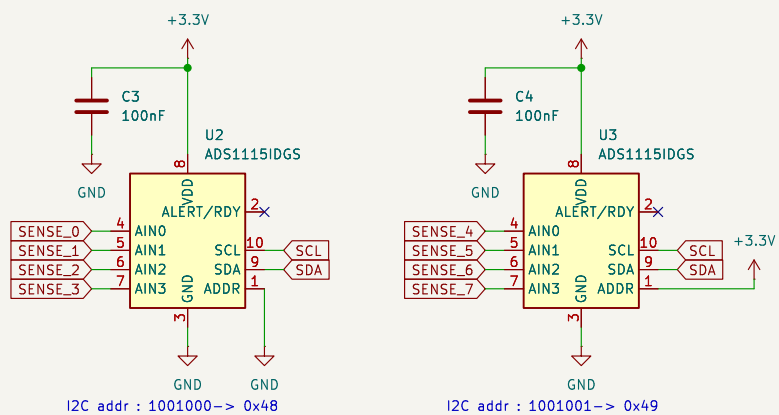 +3.3V
C3
100nF
GND
U2
ADS1115IDGS
8
VDD
ALERT/RDY
2
SENSE_0
4
AIN0
SENSE_1
5
AIN1
SCL
10
SCL
SENSE_2
6
AIN2
SDA
9
SDA
SENSE_3
7
AIN3
GND
ADDR
1
3
GND
GND
I2C addr : 1001000-> 0x48
+3.3V
C4
100nF
GND
U3
ADS1115IDGS
8
VDD
ALERT/RDY
2
SENSE_4
4
AIN0
SENSE_5
5
AIN1
SCL
10
SCL
SENSE_6
6
AIN2
SDA
9
SDA
SENSE_7
7
AIN3
GND
ADDR
1
+3.3V
3
GND
I2C addr : 1001001-> 0x49